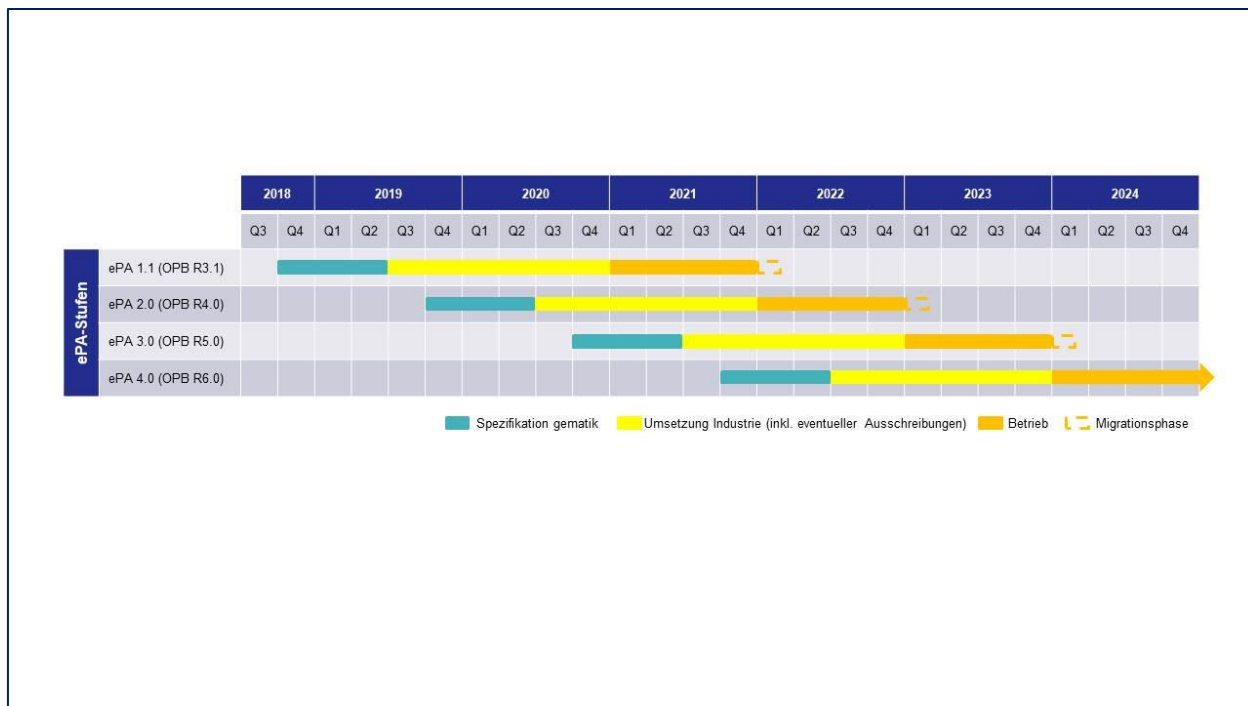 2018 2019 2020 2021 2022 2023 2024
Q3 Q4 Q1 Q2 Q3 Q4 Q1 Q2 Q3 Q4 Q1 Q2 Q3 Q4 Q1 Q2 Q3 Q4 Q1 Q2 Q3 Q4 Q1 Q2 Q3 Q4
ePA-Stufen
ePA 1.1 (OPB R3.1)
ePA 2.0 (OPB R4.0)
ePA 3.0 (OPB R5.0)
ePA 4.0 (OPB R6.0)
Spezifikation gematik Umsetzung Industrie (inkl. eventueller Ausschreibungen) Betrieb Migrationsphase